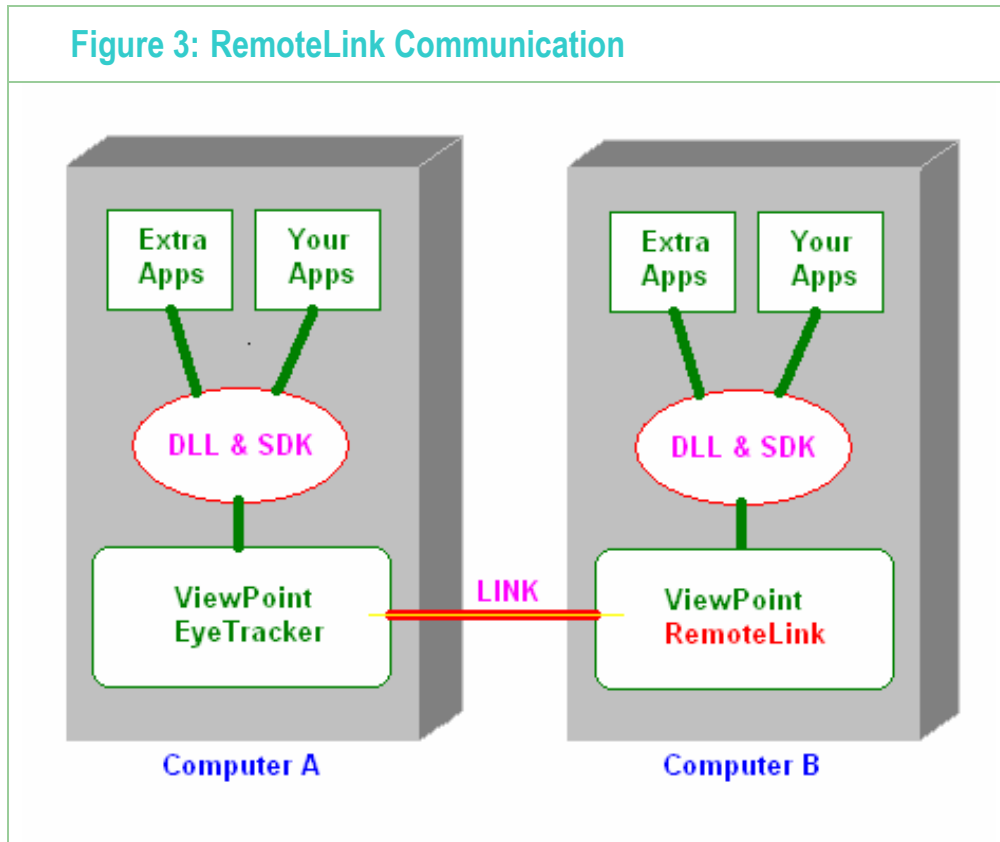 Figure 3: RemoteLink Communication
Extra
Apps
Your
Apps
DLL & SDK
ViewPoint
EyeTracker
Computer A
LINK
Extra
Apps
Your
Apps
DLL & SDK
ViewPoint
RemoteLink
Computer B